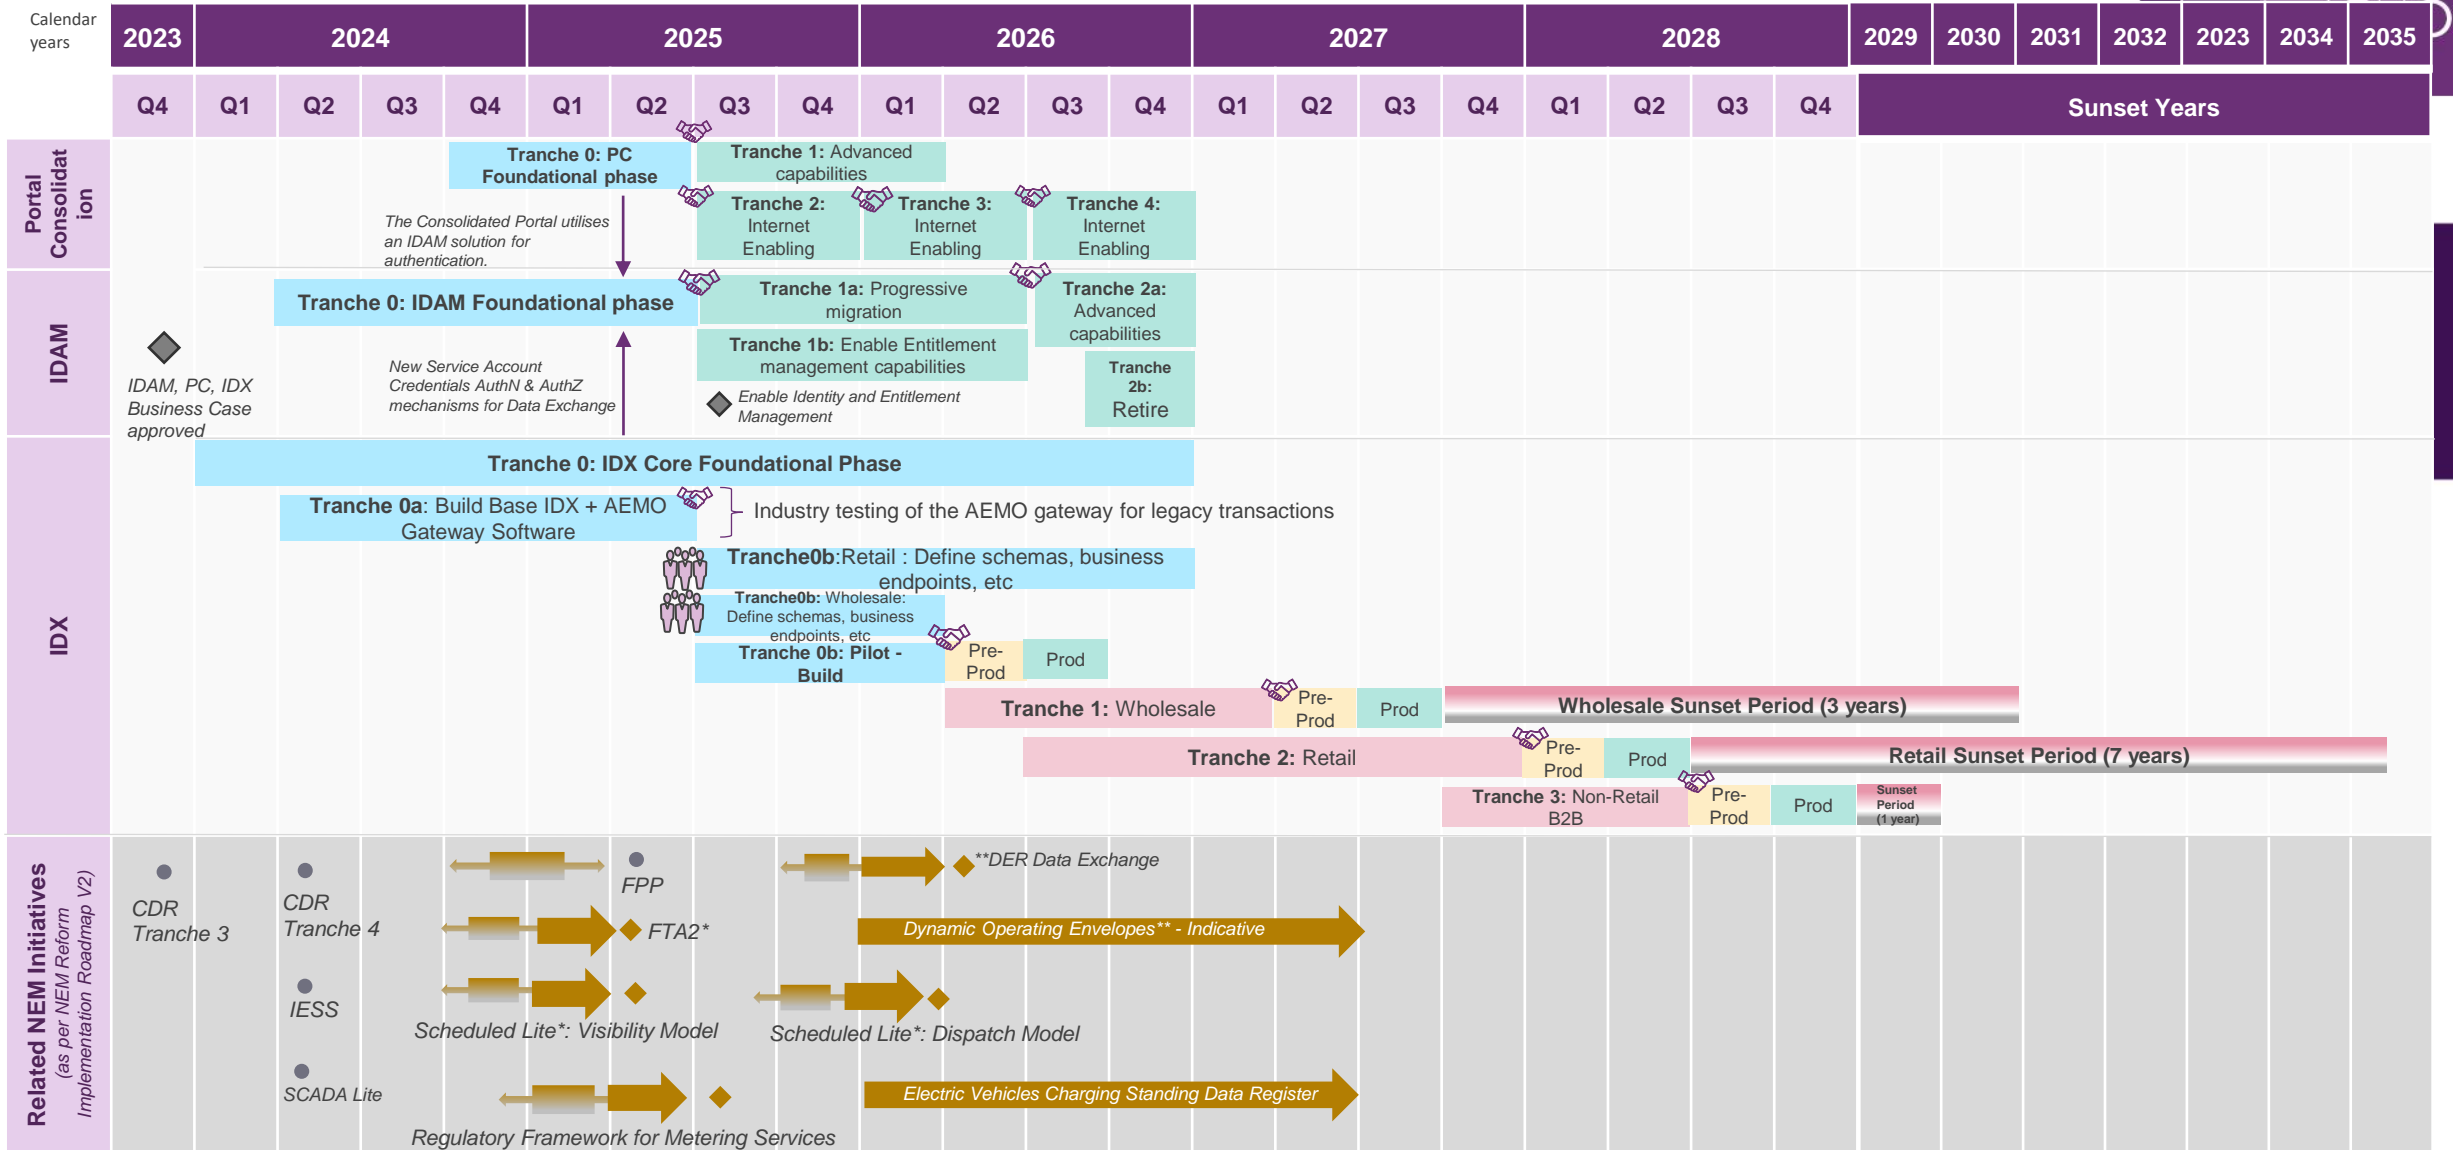 Calendar
years
2023 2024 2025 2026 2027 2028 2029 2030 2031 2032 2023 2034 2035
Q4 Q1 Q2 Q3 Q4 Q1 Q2 Q3 Q4 Q1 Q2 Q3 Q4 Q1 Q2 Q3 Q4 Q1 Q2 Q3 Q4 Sunset Years
Portal
Consolidat
ion
Tranche 0: PC
Foundational phase
Tranche 1: Advanced
capabilities
Tranche 2:
Internet
Enabling
Tranche 3:
Internet
Enabling
Tranche 4:
Internet
Enabling
The Consolidated Portal utilises
an IDAM solution for
authentication.
IDAM
Tranche 0: IDAM Foundational phase
Tranche 1a: Progressive
migration
Tranche 2a:
Advanced
capabilities
Tranche 1b: Enable Entitlement
management capabilities
Tranche
2b:
Retire
IDAM, PC, IDX
Business Case
approved
New Service Account
Credentials AuthN & AuthZ
mechanisms for Data Exchange
Enable Identity and Entitlement
Management
IDX
Tranche 0: IDX Core Foundational Phase
Tranche 0a: Build Base IDX + AEMO
Gateway Software
Industry testing of the AEMO gateway for legacy transactions
Tranche0b:Retail : Define schemas, business
endpoints, etc
Tranche0b: Wholesale:
Define schemas, business
endpoints, etc
Tranche 0b: Pilot -
Build
Pre-
Prod
Prod
Tranche 1: Wholesale
Pre-
Prod
Prod
Wholesale Sunset Period (3 years)
Tranche 2: Retail
Pre-
Prod
Prod
Retail Sunset Period (7 years)
Tranche 3: Non-Retail
B2B
Pre-
Prod
Prod
Sunset
Period
(1 year)
Related NEM Initiatives
(as per NEM Reform
Implementation Roadmap V2)
CDR
Tranche 3
CDR
Tranche 4
FPP
**DER Data Exchange
FTA2*
Dynamic Operating Envelopes** - Indicative
IESS
Scheduled Lite*: Visibility Model
Scheduled Lite*: Dispatch Model
SCADA Lite
Electric Vehicles Charging Standing Data Register
Regulatory Framework for Metering Services